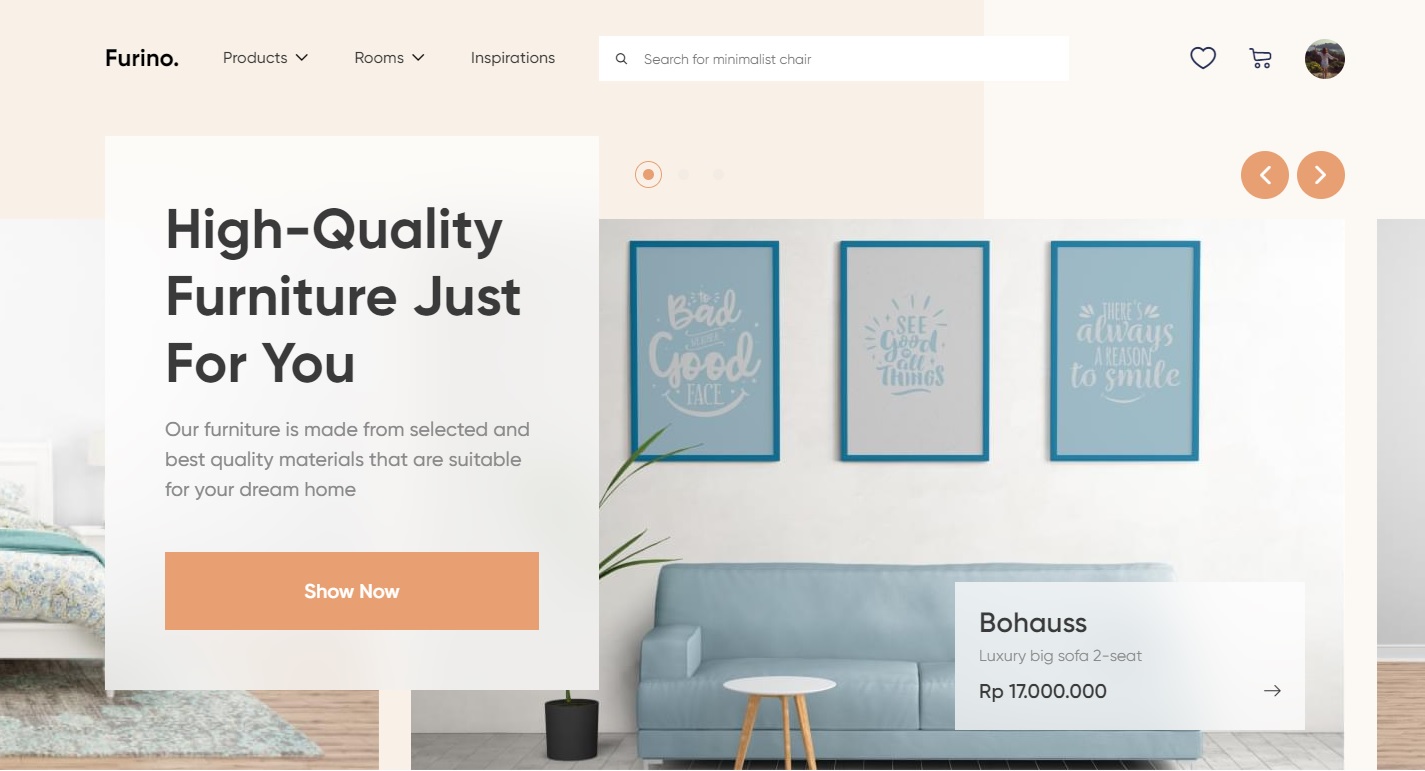 Furino.
Products
Rooms
Inspirations
Search for minimalist chair
High-Quality
Furniture Just
For You
Our furniture is made from selected and
best quality materials that are suitable
for your dream home
Show Now
Bad
Good
FACE
SEE
Good
all
THINGS
THERE'S
always
A REASON
to smile
Bohauss
Luxury big sofa 2-seat
Rp 17.000.000